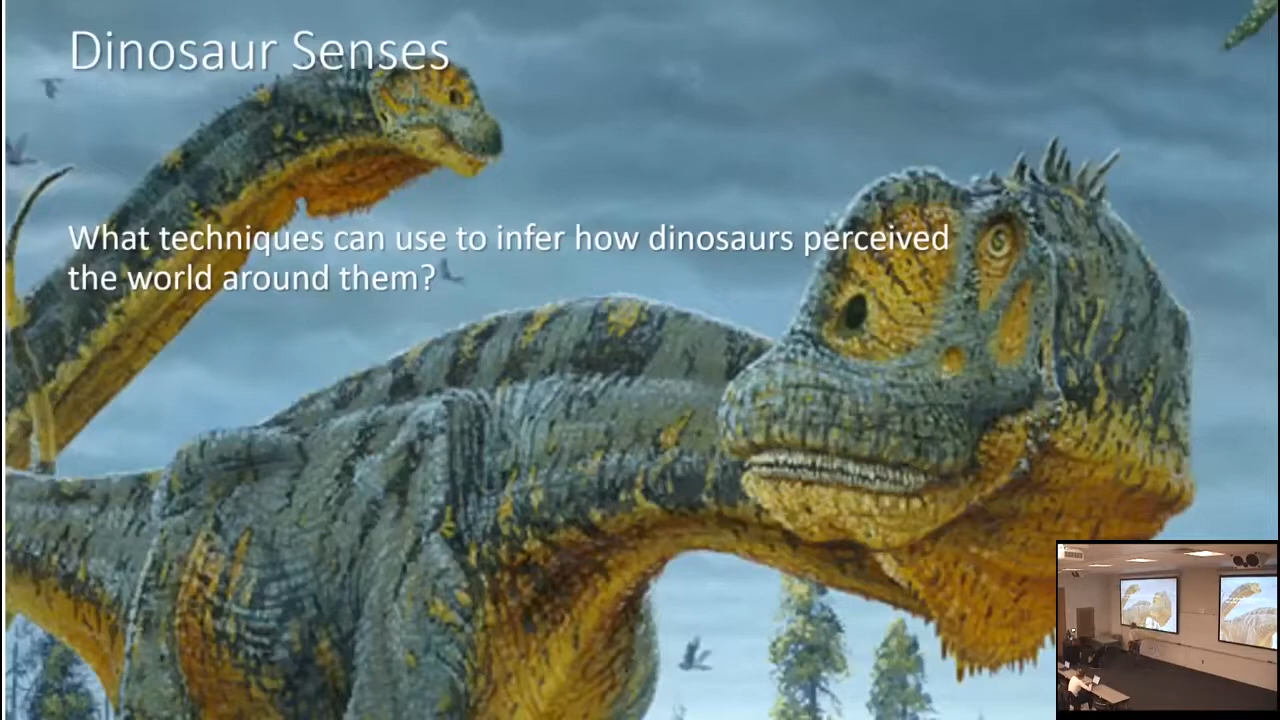 Dinosaur Senses
What techniques can use to infer how dinosaurs perceived
the world around them?